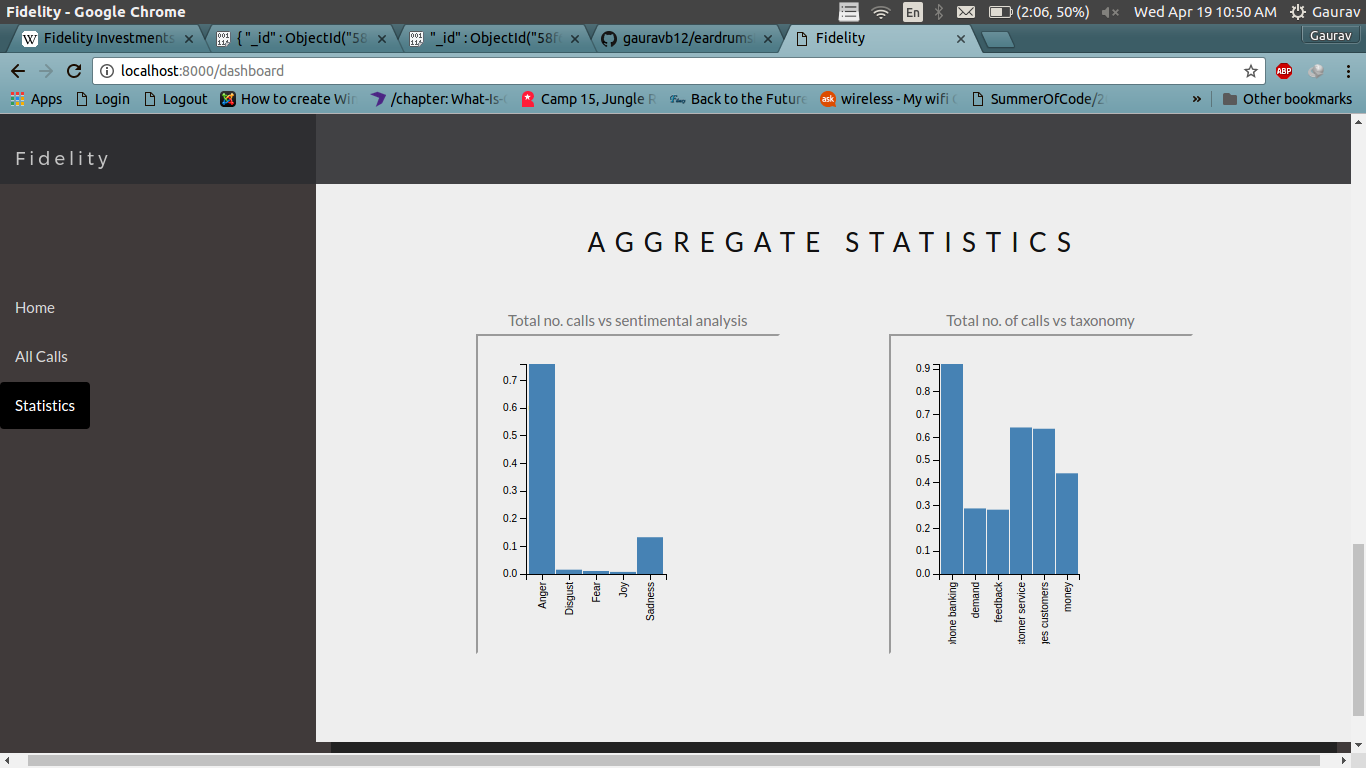 Fidelity - Google Chrome
En
(2:06, 50%)
Wed Apr 19 10:50 AM
Gaurav
Fidelity Investments
{ "_id" : ObjectId("58
"_id" : ObjectId("58f
gauravb12/eardrums
Fidelity
Gaurav
localhost:8000/dashboard
ABP
Apps
Login
Logout
How to create Win
/chapter: What-Is-
Camp 15, Jungle R
Back to the Future
ask
wireless - My wifi
SummerOfCode/2
»
Other bookmarks
Fidelity
Home
All Calls
Statistics
AGGREGATE STATISTICS
Total no. calls vs sentimental analysis
0.7
0.6
0.5
0.4
0.3
0.2
0.1
0.0
Anger
Disgust
Fear
Joy
Sadness
Total no. of calls vs taxonomy
0.9
0.8
0.7
0.6
0.5
0.4
0.3
0.2
0.1
0.0
hone banking
demand
feedback
tomer service
es customers
money